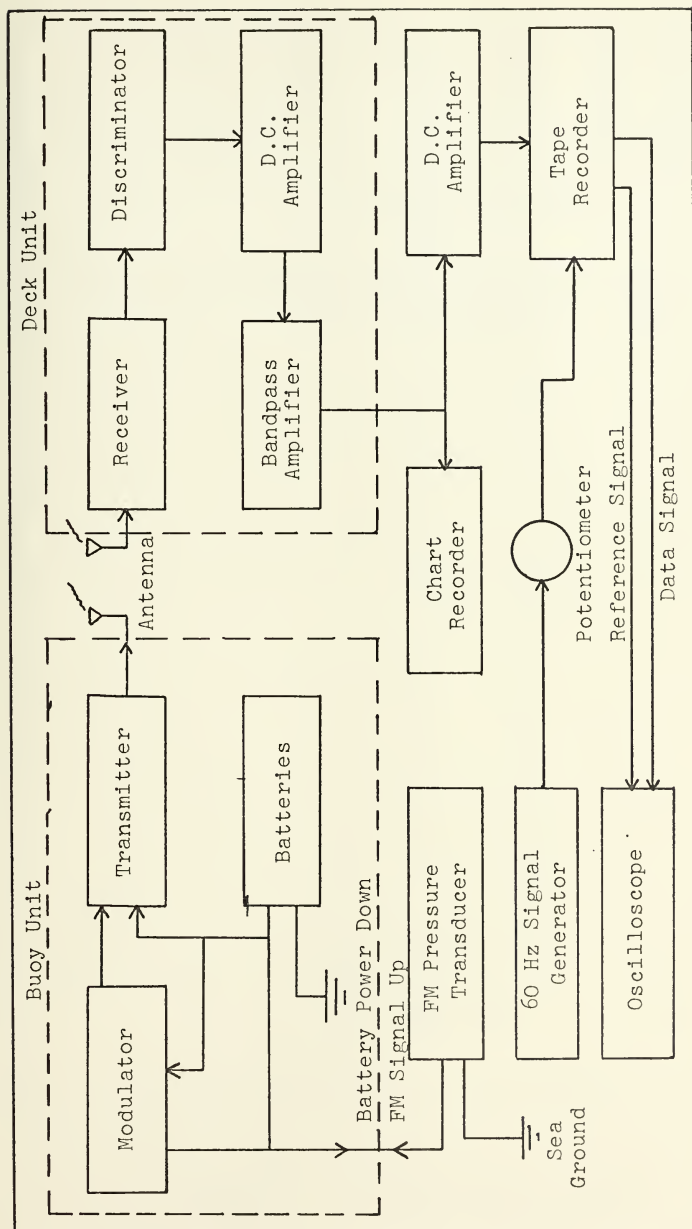 Buoy Unit
Modulator
Transmitter
Batteries
Battery Power Down
FM Signal Up
Antenna
Deck Unit
Receiver
Discriminator
Bandpass
Amplifier
D.C.
Amplifier
Sea
Ground
FM Pressure
Transducer
Chart
Recorder
D.C.
Amplifier
60 Hz Signal
Generator
Potentiometer
Tape
Recorder
Oscilloscope
Reference Signal
Data Signal